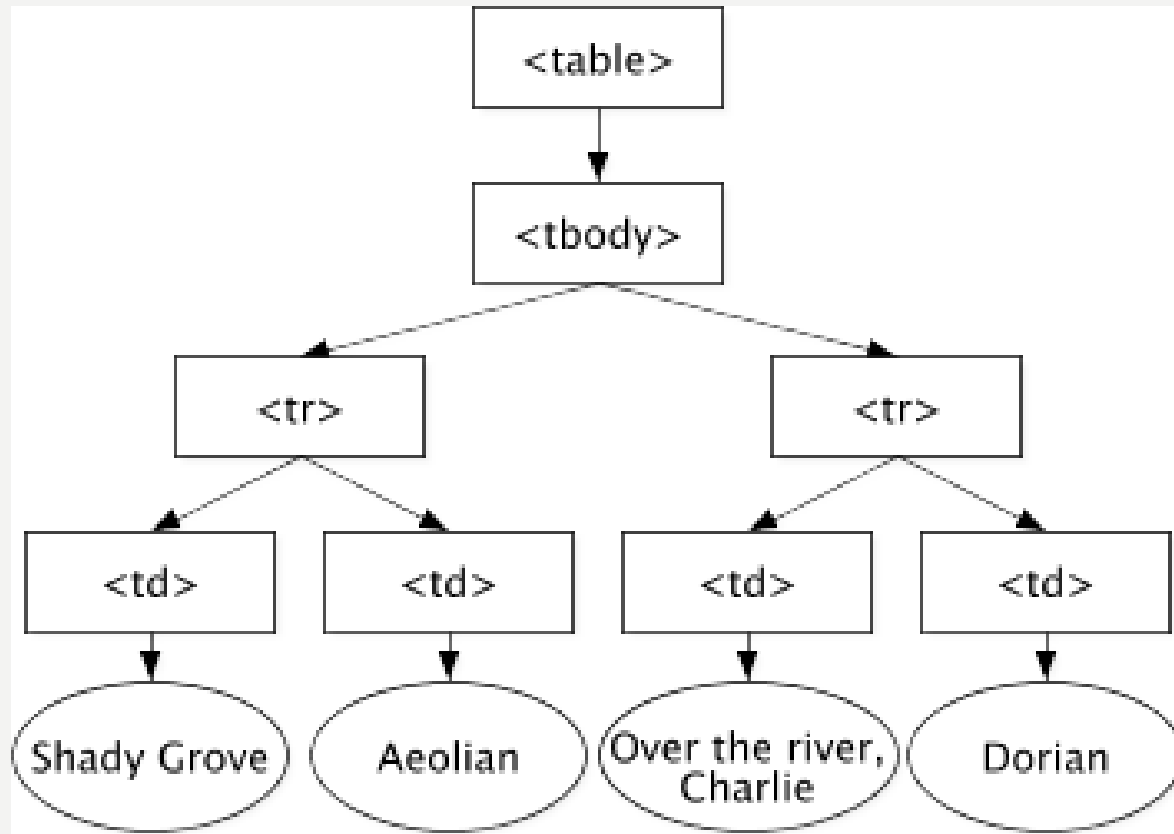 <table>
<tbody>
<tr>
<tr>
<td>
<td>
<td>
<td>
Shady Grove
Aeolian
Over the river,
Charlie
Dorian